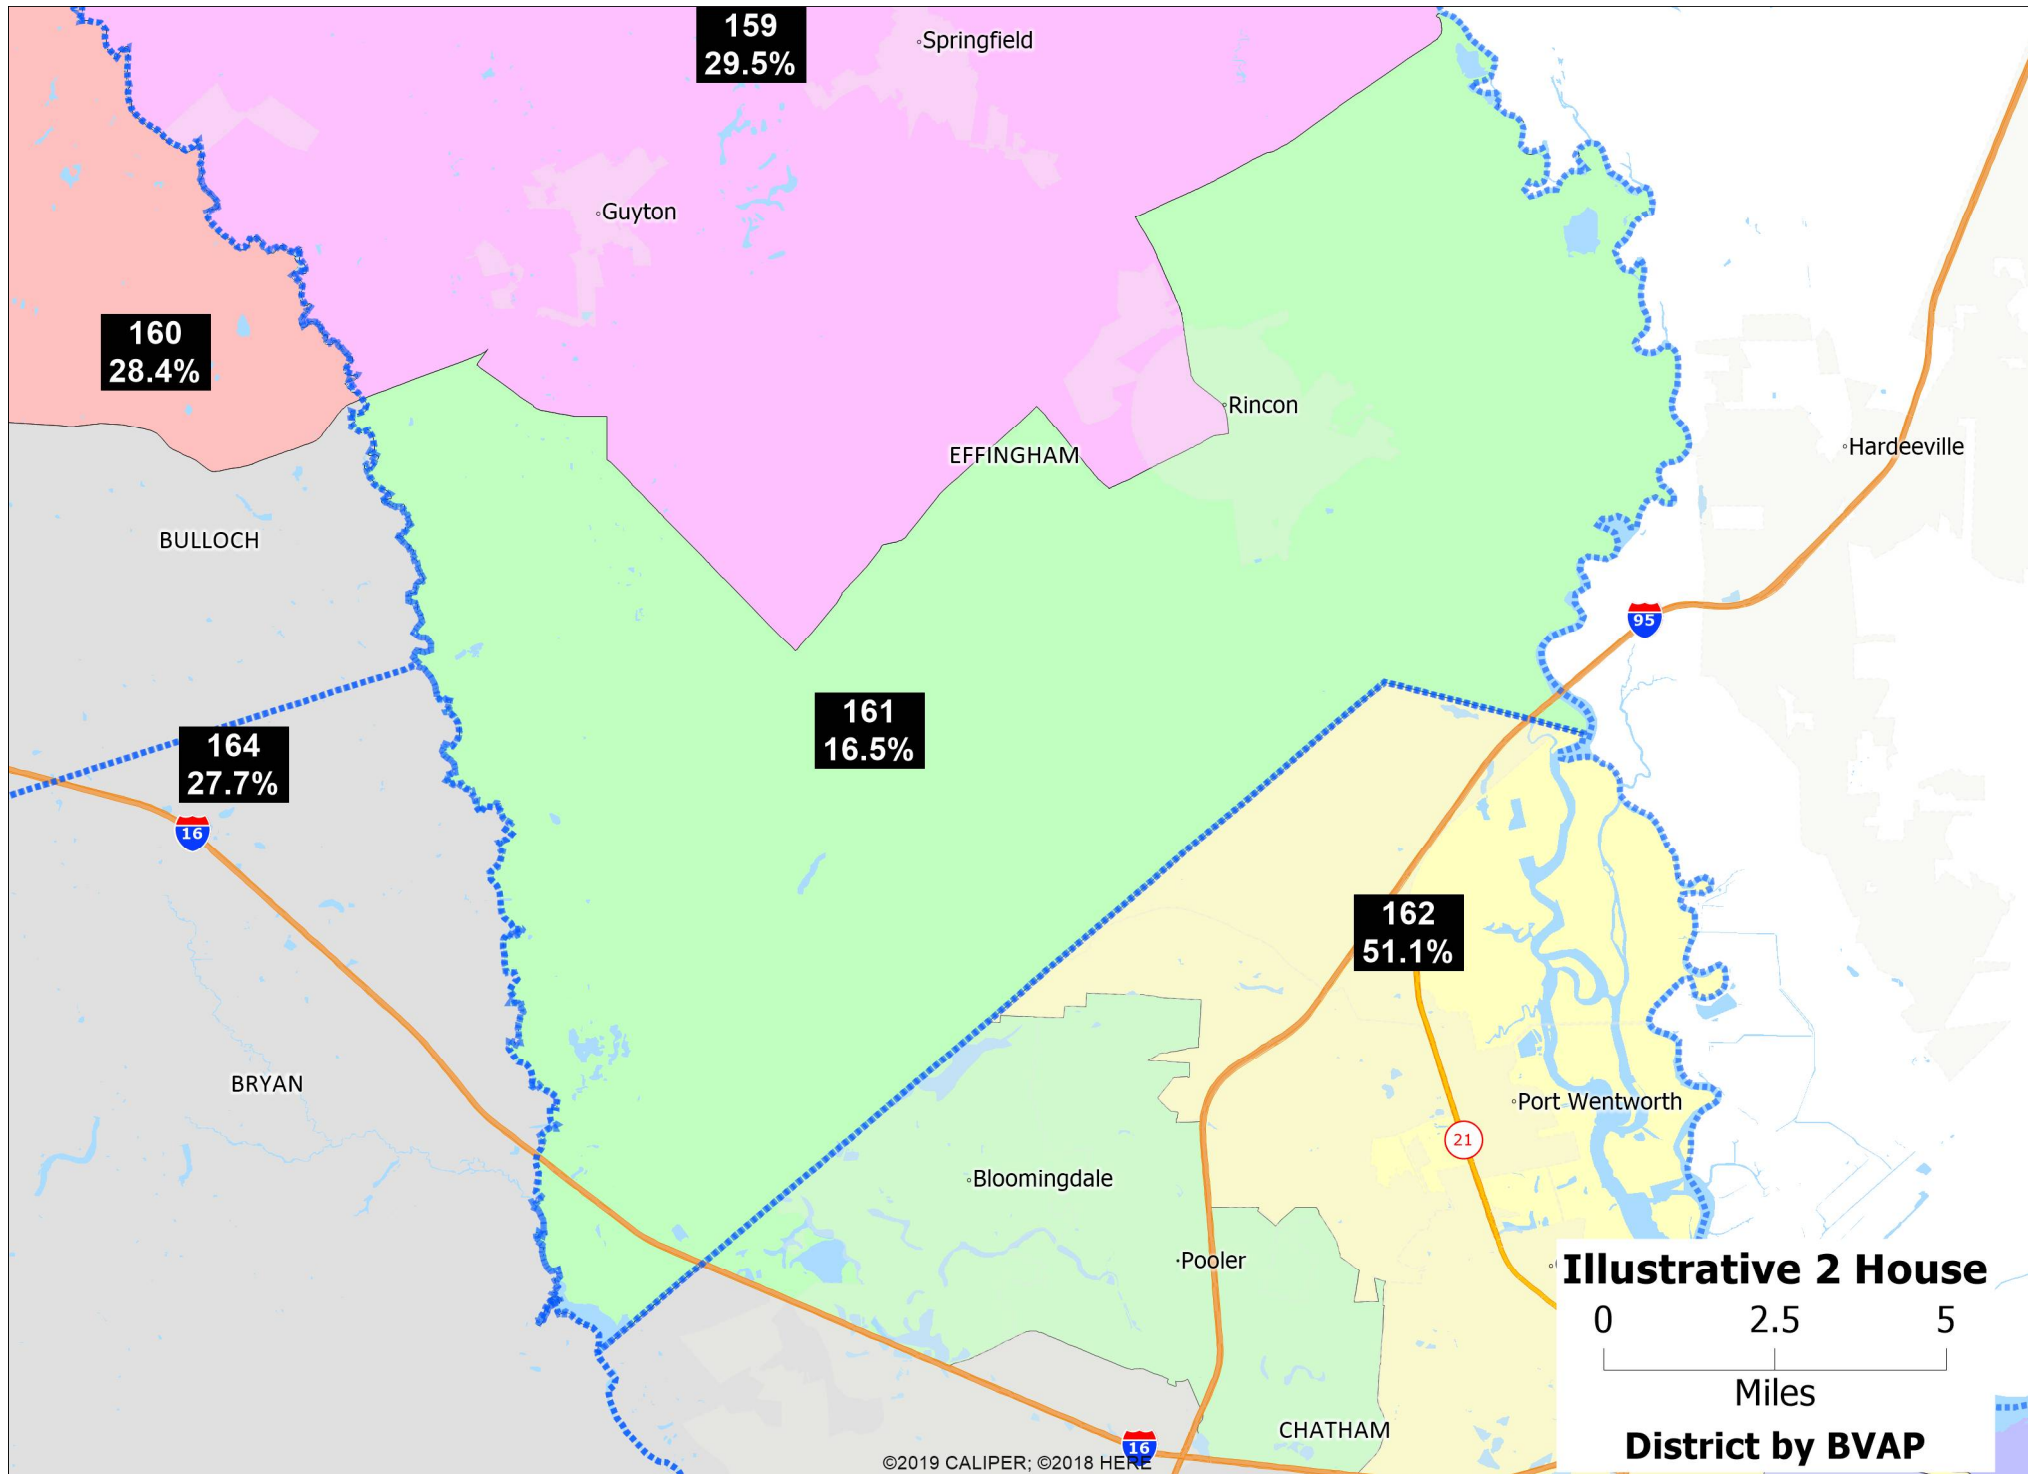 159
29.5%
Springfield
Guyton
160
28.4%
Rincon
EFFINGHAM
Hardeeville
BULLOCH
95
161
16.5%
164
27.7%
16
162
51.1%
BRYAN
Port Wentworth
21
Bloomingdale
Pooler
Illustrative 2 House
0 2.5 5
Miles
District by BVAP
CHATHAM
16
©2019 CALIPER; ©2018 HERE